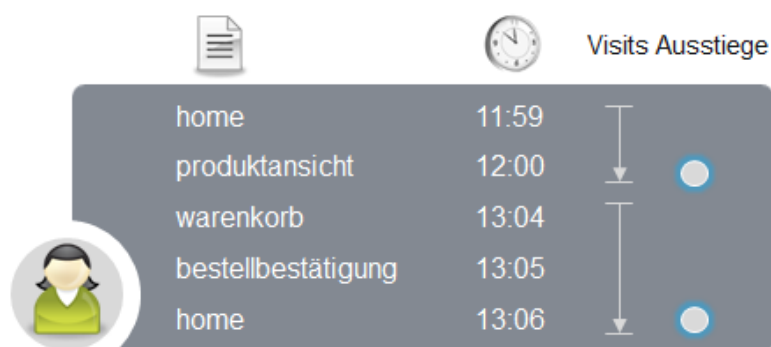 Visits Ausstiege
home 11:59
produktansicht 12:00
warenkorb 13:04
bestellbestätigung 13:05
home 13:06